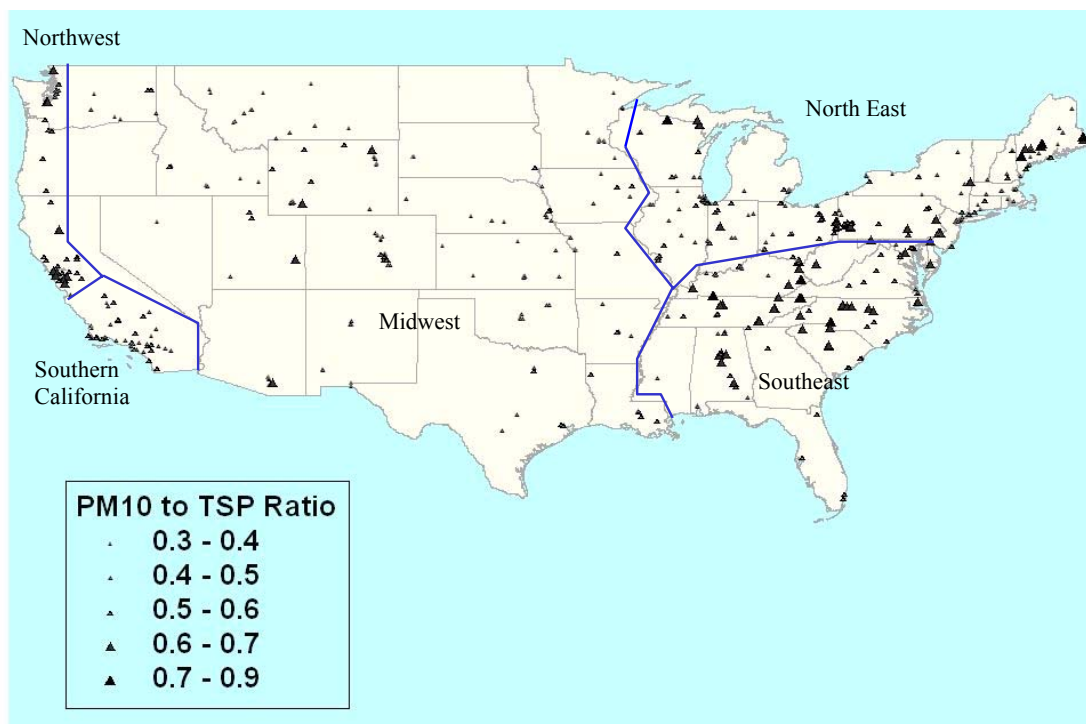 Northwest
North East
Midwest
Southern
California
Southeast
PM10 to TSP Ratio
0.3 - 0.4
0.4 - 0.5
0.5 - 0.6
0.6 - 0.7
0.7 - 0.9